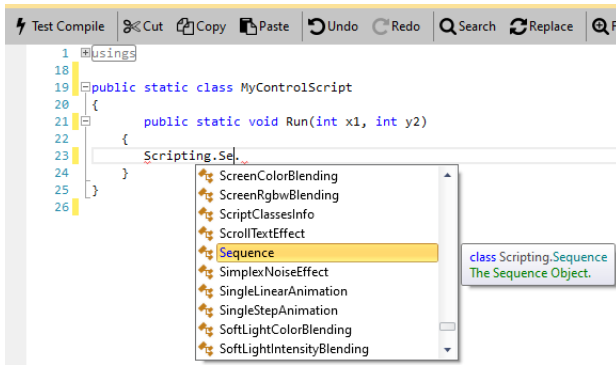 Test Compile Cut Copy Paste Undo Redo Search Replace F
1 usings
18
19 public static class MyControlScript
20 {
21 public static void Run(int x1, int y2)
22 {
23 Scripting.Se.
24 }
25 }
26
ScreenColorBlending
ScreenRgbwBlending
ScriptClassesInfo
ScrollTextEffect
Sequence
SimplexNoiseEffect
SingleLinearAnimation
SingleStepAnimation
SoftLightColorBlending
SoftLightIntensityBlending
class Scripting.Sequence
The Sequence Object.